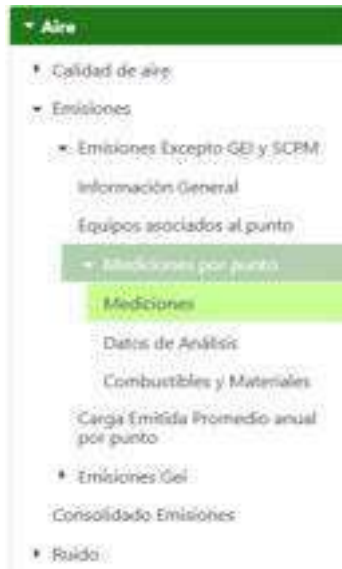 Aire
Calidad de aire
Emisiones
Emisiones Excepto GEI y SCPM
Información General
Equipos asociados al punto
Mediciones por punto
Mediciones
Datos de Análisis
Combustibles y Materiales
Carga Emitida Promedio anual
por punto
Emisiones Gei
Consolidado Emisiones
Ruido